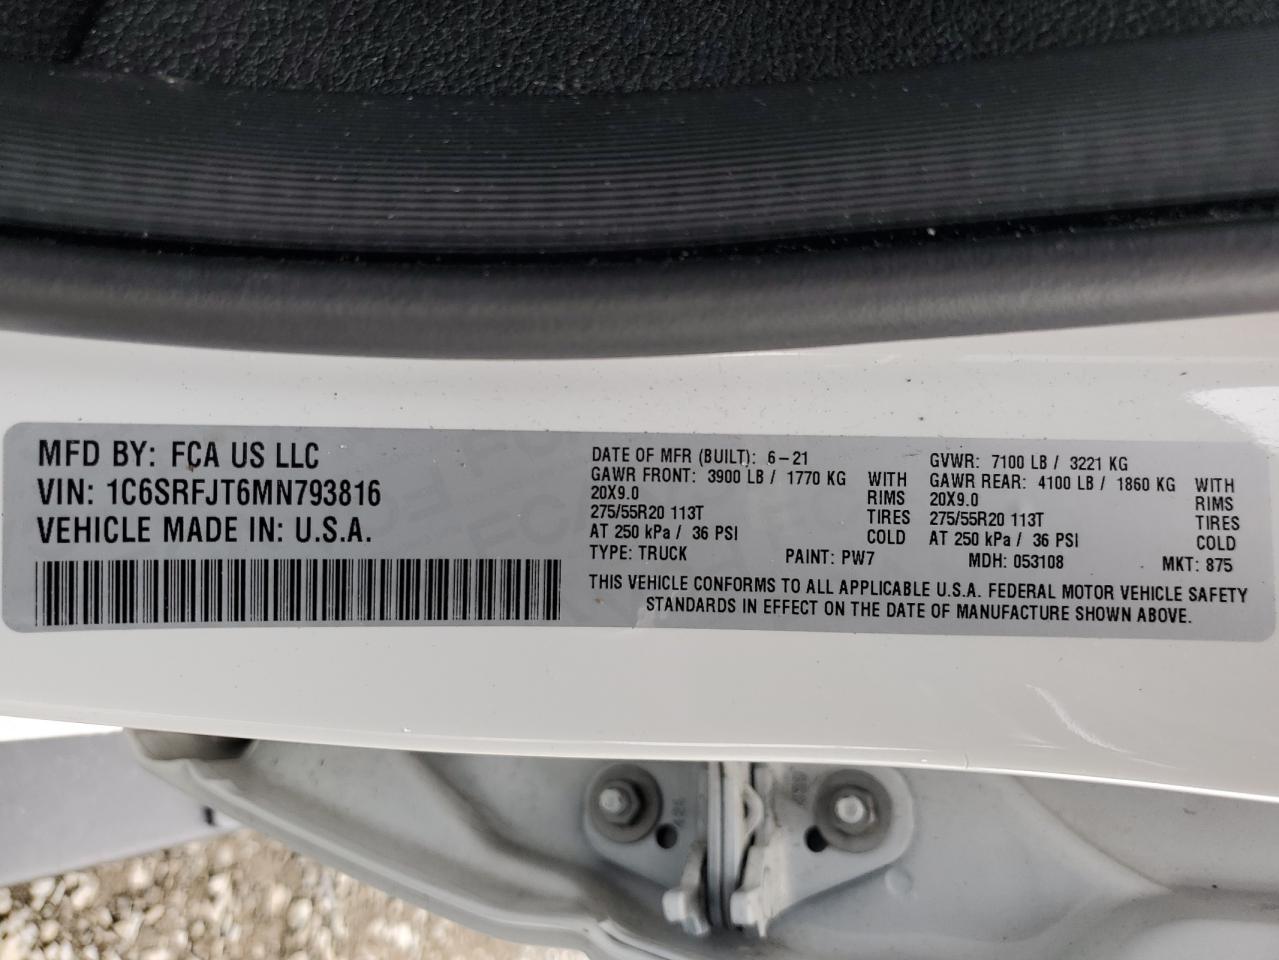 MFD BY: FCA US LLC
VIN: 1C6SRFJT6MN793816
VEHICLE MADE IN: U.S.A.
DATE OF MFR (BUILT): 6-21
GAWR FRONT: 3900 LB / 1770 KG WITH
20X9.0 RIMS
275/55R20 113T TIRES
AT 250 kPa / 36 PSI COLD
TYPE: TRUCK PAINT: PW7
GVWR: 7100 LB / 3221 KG
GAWR REAR: 4100 LB / 1860 KG WITH
20X9.0 RIMS
275/55R20 113T TIRES
AT 250 kPa / 36 PSI COLD
MDH: 053108 MKT: 875
THIS VEHICLE CONFORMS TO ALL APPLICABLE U.S.A. FEDERAL MOTOR VEHICLE SAFETY
STANDARDS IN EFFECT ON THE DATE OF MANUFACTURE SHOWN ABOVE.